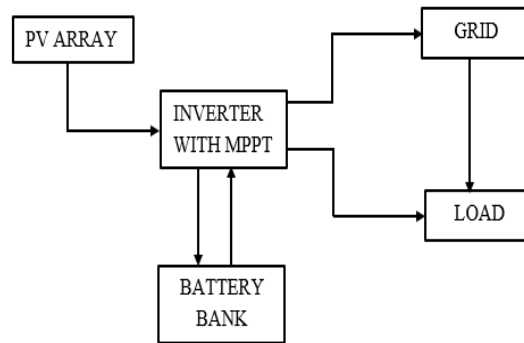 PV ARRAY
GRID
INVERTER
WITH MPPT
LOAD
BATTERY
BANK